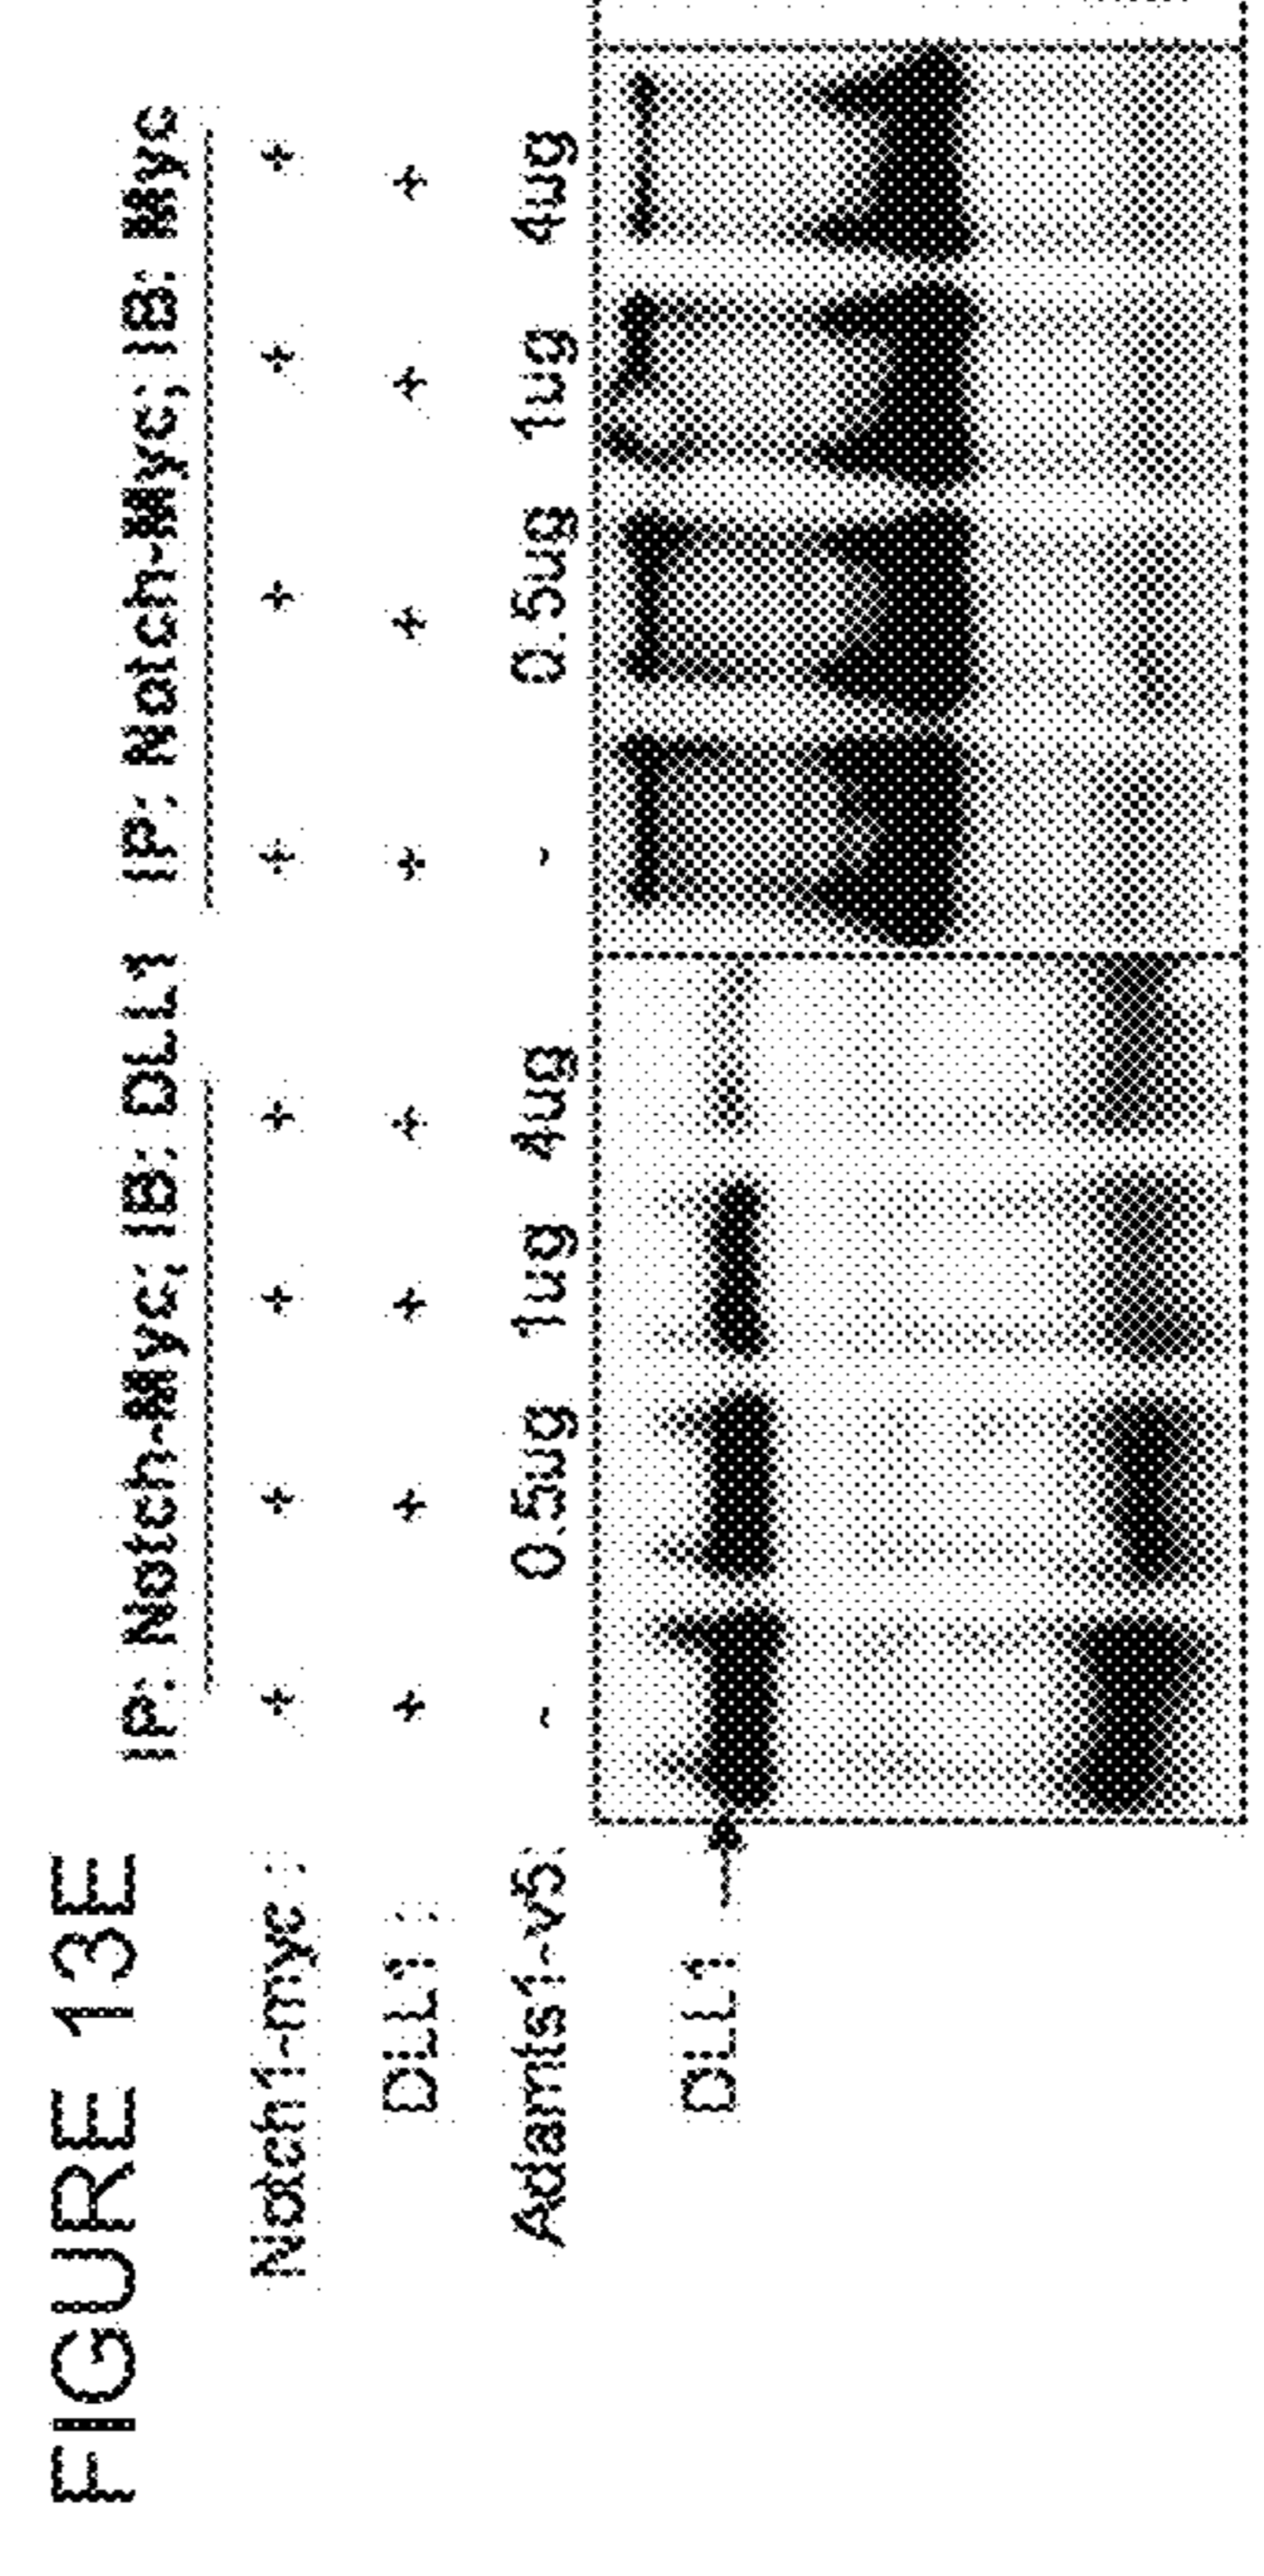 FIGURE 13E
IP: Notch-Myc; IB: DLL1 IP: Notch-Myc; IB: Myc
Notch1-myc : + + + + + + + +
DLL1 : + + + + + + + +
Adamts1-v5: - 0.5ug 1ug 4ug - 0.5ug 1ug 4ug
DLL1